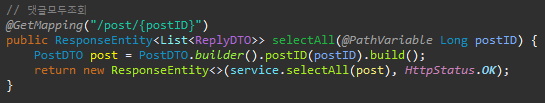 // 댓글모두조회
@GetMapping("/post/{postID}")
public ResponseEntity<List<ReplyDTO>> selectAll(@PathVariable Long postID) {
PostDTO post = PostDTO.builder().postID(postID).build();
return new ResponseEntity<>(service.selectAll(post), HttpStatus.OK);
}